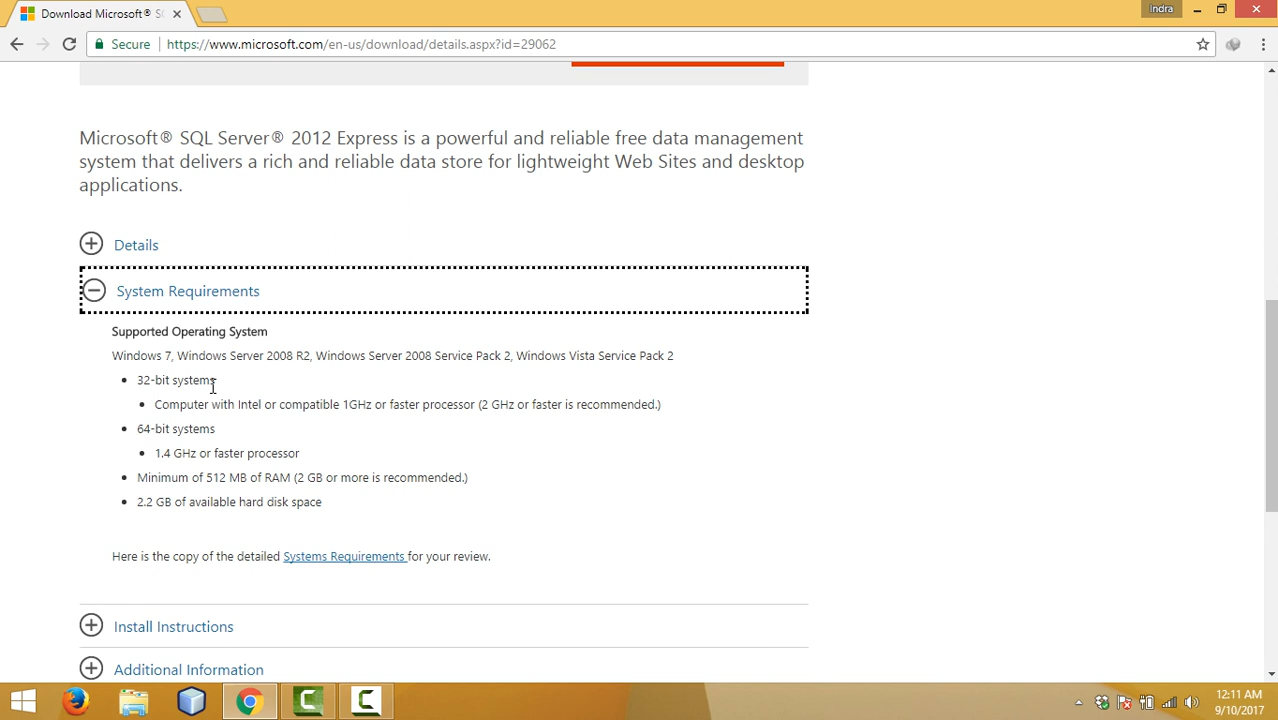 Download Microsoft® S
Indra
Secure
https://www.microsoft.com/en-us/download/details.aspx?id=29062
Microsoft® SQL Server® 2012 Express is a powerful and reliable free data management
system that delivers a rich and reliable data store for lightweight Web Sites and desktop
applications.
Details
System Requirements
Supported Operating System
Windows 7, Windows Server 2008 R2, Windows Server 2008 Service Pack 2, Windows Vista Service Pack 2
32-bit systems
Computer with Intel or compatible 1GHz or faster processor (2 GHz or faster is recommended.)
64-bit systems
1.4 GHz or faster processor
Minimum of 512 MB of RAM (2 GB or more is recommended.)
2.2 GB of available hard disk space
Here is the copy of the detailed Systems Requirements for your review.
Install Instructions
Additional Information
12:11 AM
9/10/2017